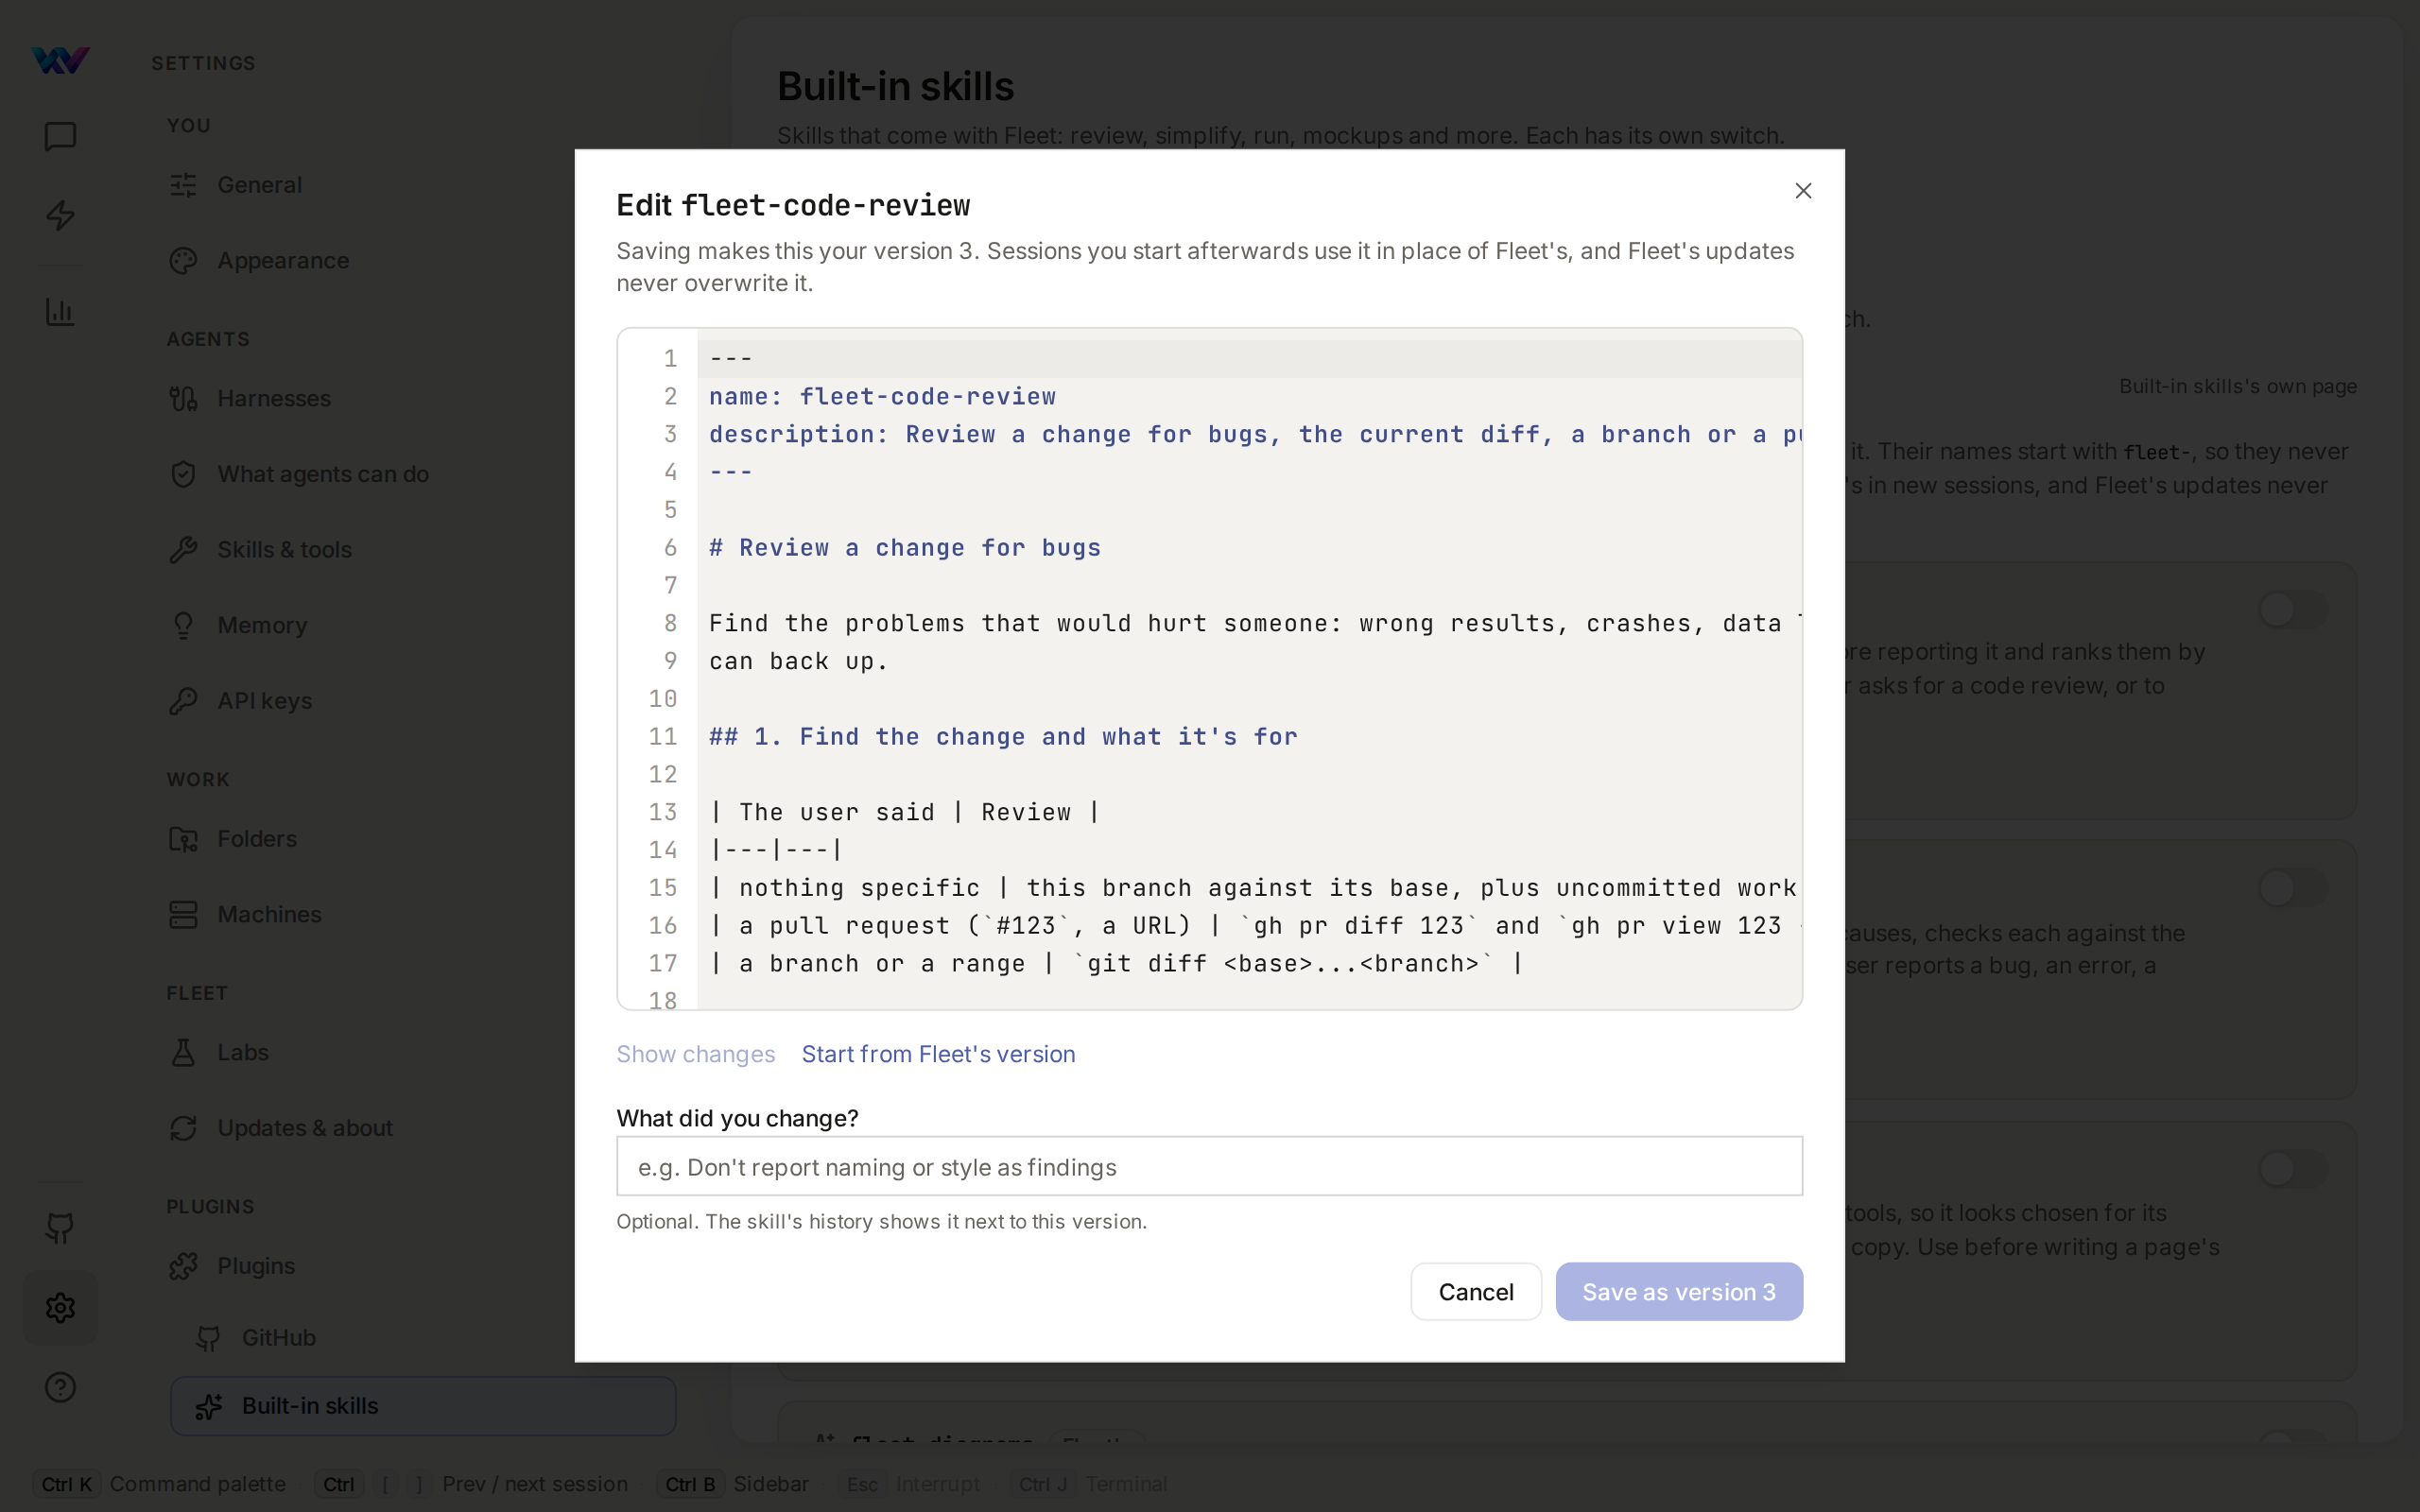 SETTINGS
YOU
General
Appearance
AGENTS
Harnesses
What agents can do
Skills & tools
Memory
API keys
WORK
Folders
Machines
FLEET
Labs
Updates & about
PLUGINS
Plugins
GitHub
Built-in skills
Built-in skills
Skills that come with Fleet: review, simplify, run, mockups and more. Each has its own switch.
Built-in skills's own page
it. Their names start with fleet-, so they never
's in new sessions, and Fleet's updates never
reporting it and ranks them by
asks for a code review, or to
causes, checks each against the
reports a bug, an error, a
tools, so it looks chosen for its
copy. Use before writing a page's
Edit fleet-code-review
Saving makes this your version 3. Sessions you start afterwards use it in place of Fleet's, and Fleet's updates
never overwrite it.
1 ---
2 name: fleet-code-review
3 description: Review a change for bugs, the current diff, a branch or a
4 ---
5
6 # Review a change for bugs
7
8 Find the problems that would hurt someone: wrong results, crashes, data
9 can back up.
10
11 ## 1. Find the change and what it's for
12
13 | The user said | Review |
14 |---|---|
15 | nothing specific | this branch against its base, plus uncommitted work
16 | a pull request (`#123`, a URL) | `gh pr diff 123` and `gh pr view 123
17 | a branch or a range | `git diff <base>...<branch>` |
18
Show changes Start from Fleet's version
What did you change?
e.g. Don't report naming or style as findings
Optional. The skill's history shows it next to this version.
Cancel
Save as version 3
Ctrl K Command palette Ctrl [ ] Prev / next session Ctrl B Sidebar Esc Interrupt Ctrl J Terminal